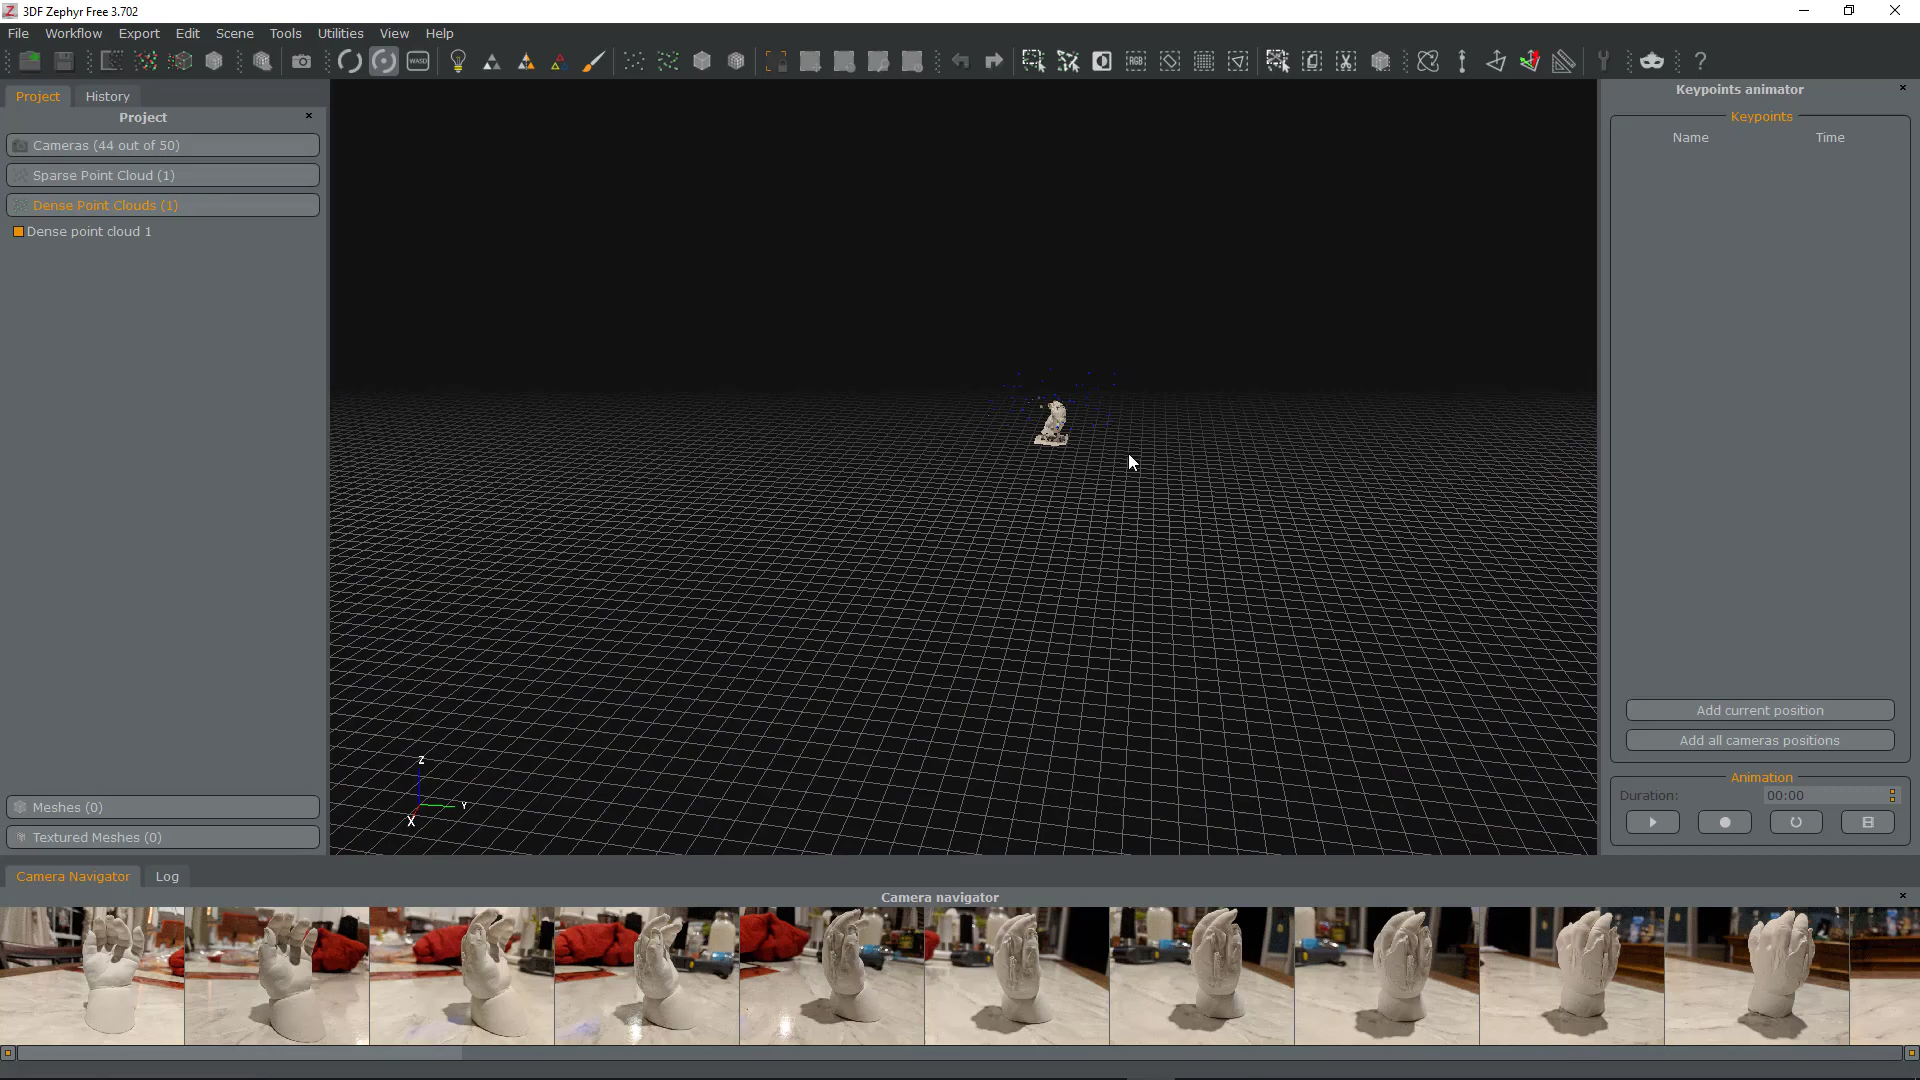 3DF Zephyr Free 3.702
File Workflow Export Edit Scene Tools Utilities View Help
WASD
RGB
Project History
Project
Cameras (44 out of 50)
Sparse Point Cloud (1)
Dense Point Clouds (1)
Dense point cloud 1
Meshes (0)
Textured Meshes (0)
Z
Y
X
Keypoints animator
Keypoints
Name Time
Add current position
Add all cameras positions
Animation
Duration: 00:00
Camera Navigator Log
Camera navigator